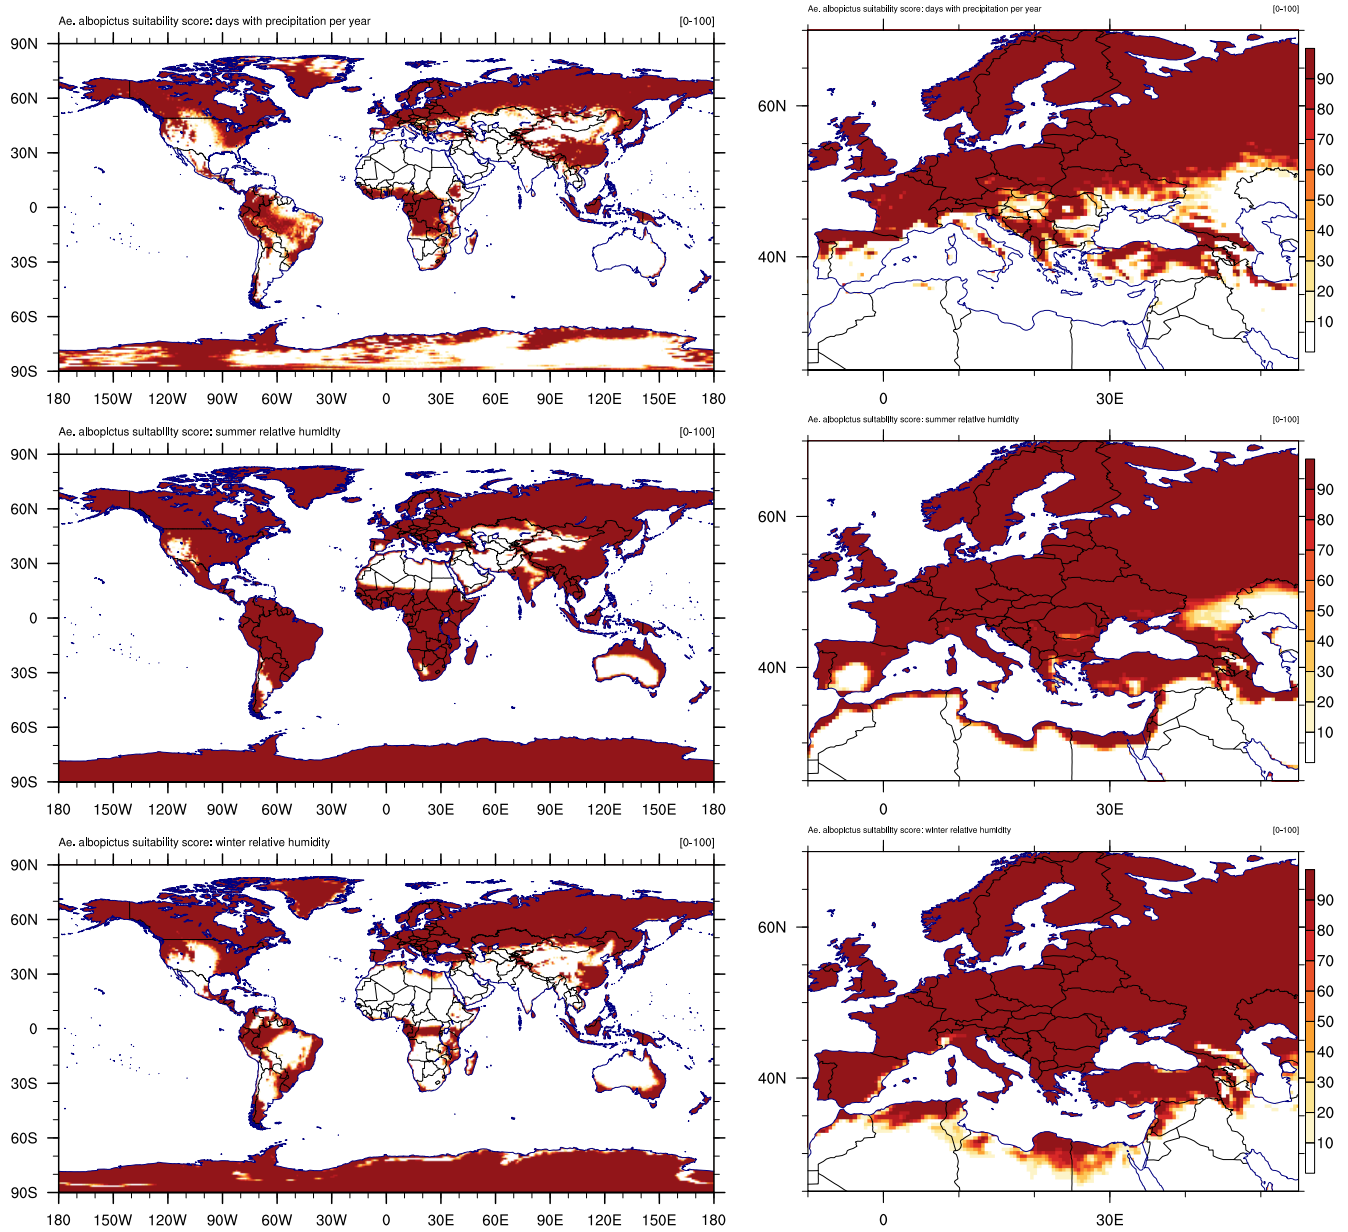 Ae. albopictus suitability score: days with precipitation per year [0-100]
90N
60N
30N
0
30S
60S
90S
180 150W 120W 90W 60W 30W 0 30E 60E 90E 120E 150E 180
Ae. albopictus suitability score: days with precipitation per year [0-100]
60N
40N
0 30E
90
80
70
60
50
40
30
20
10
Ae. albopictus suitability score: summer relative humidity [0-100]
90N
60N
30N
0
30S
60S
90S
180 150W 120W 90W 60W 30W 0 30E 60E 90E 120E 150E 180
Ae. albopictus suitability score: summer relative humidity [0-100]
60N
40N
0 30E
90
80
70
60
50
40
30
20
10
Ae. albopictus suitability score: winter relative humidity [0-100]
90N
60N
30N
0
30S
60S
90S
180 150W 120W 90W 60W 30W 0 30E 60E 90E 120E 150E 180
Ae. albopictus suitability score: winter relative humidity [0-100]
60N
40N
0 30E
90
80
70
60
50
40
30
20
10